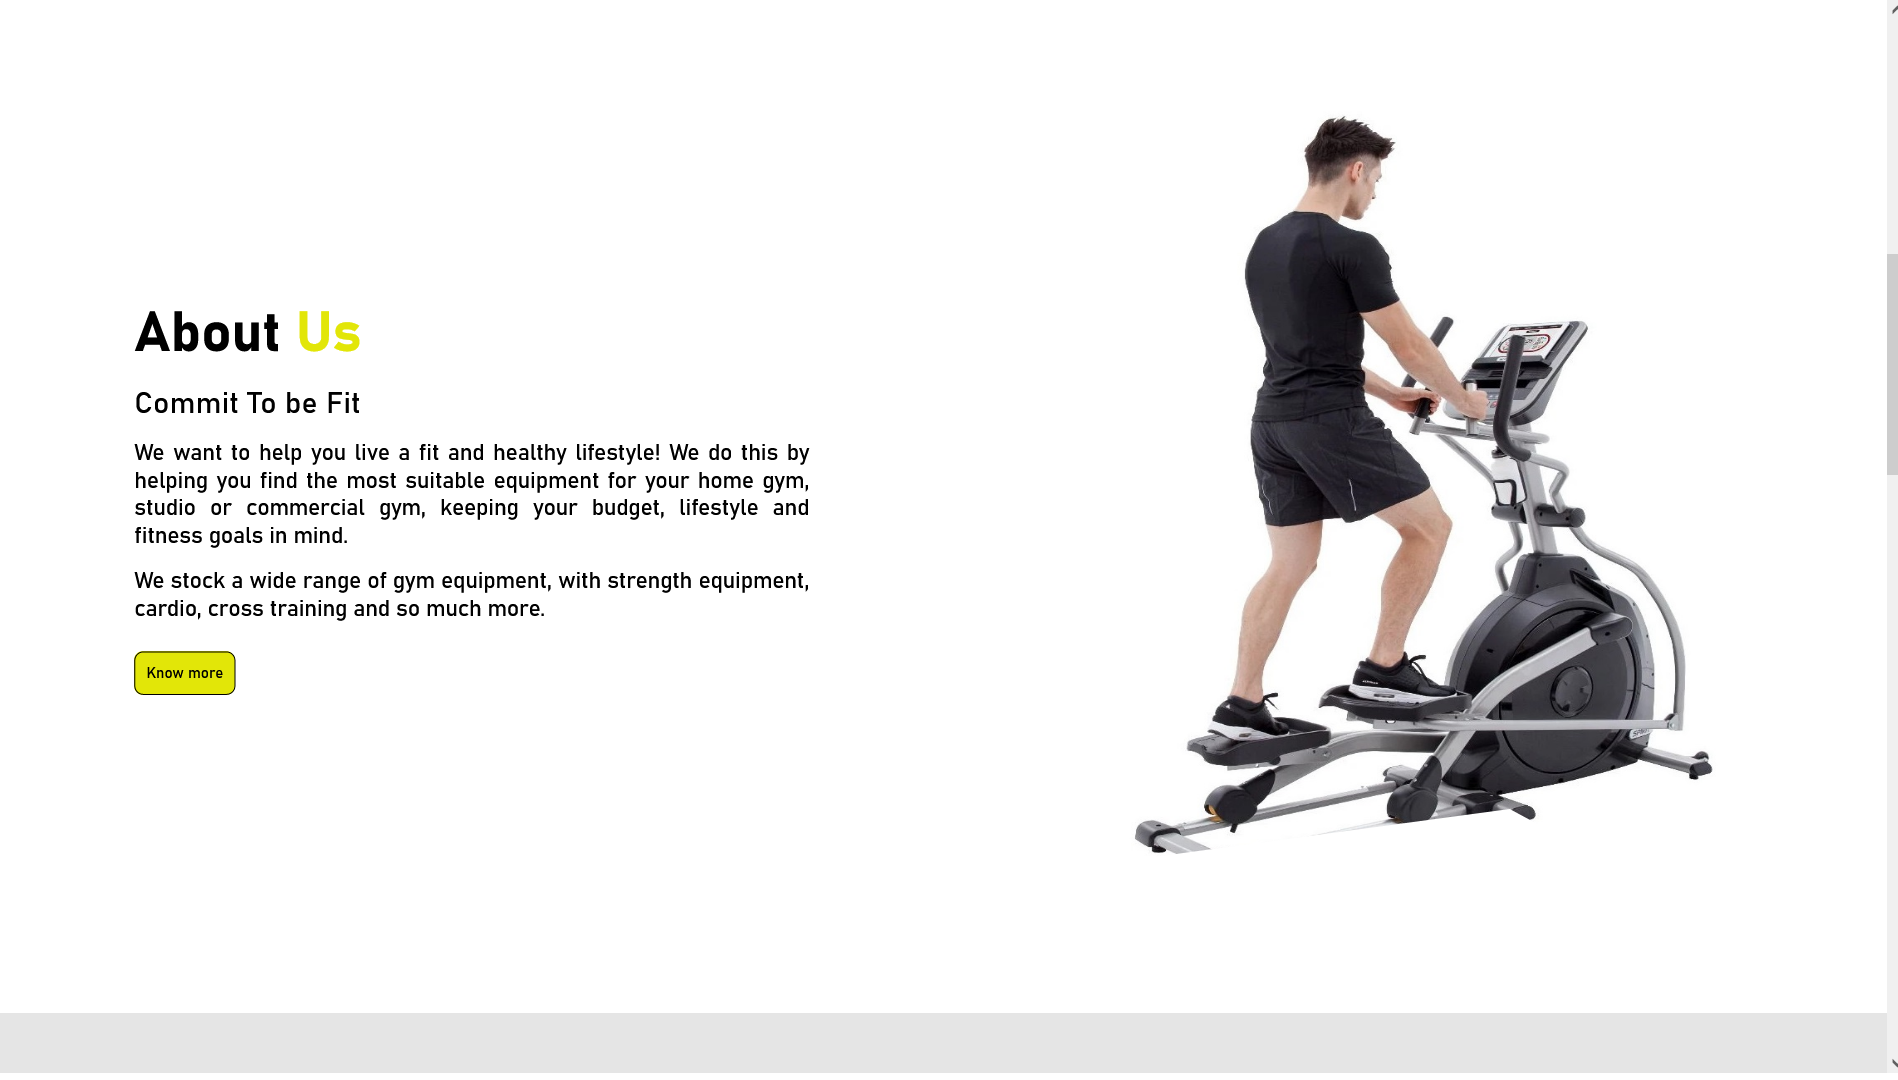 About Us
Commit To be Fit
We want to help you live a fit and healthy lifestyle! We do this by
helping you find the most suitable equipment for your home gym,
studio or commercial gym, keeping your budget, lifestyle and
fitness goals in mind.
We stock a wide range of gym equipment, with strength equipment,
cardio, cross training and so much more.
Know more